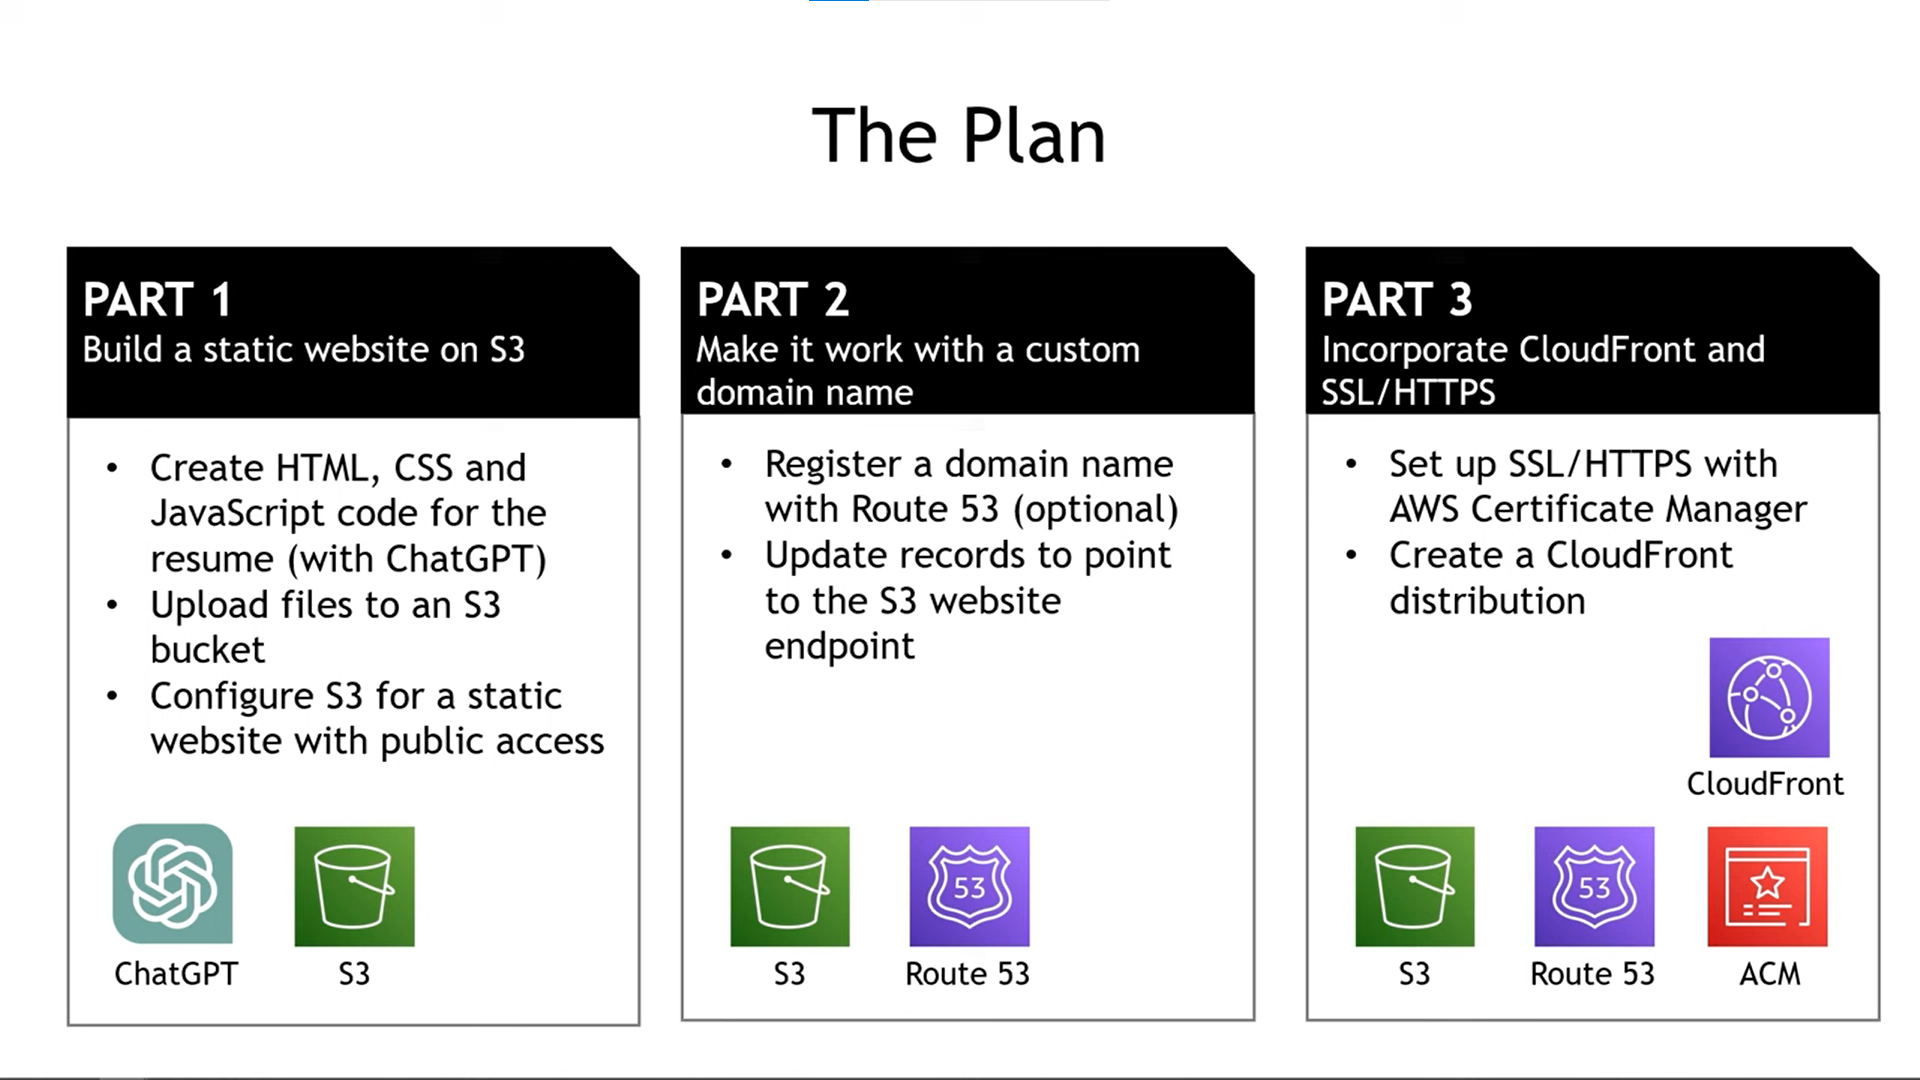 The Plan
PART 1
Build a static website on S3
• Create HTML, CSS and
JavaScript code for the
resume (with ChatGPT)
• Upload files to an S3
bucket
• Configure S3 for a static
website with public access
ChatGPT
S3
PART 2
Make it work with a custom
domain name
• Register a domain name
with Route 53 (optional)
• Update records to point
to the S3 website
endpoint
S3
53
Route 53
PART 3
Incorporate CloudFront and
SSL/HTTPS
• Set up SSL/HTTPS with
AWS Certificate Manager
• Create a CloudFront
distribution
CloudFront
S3
53
Route 53
ACM